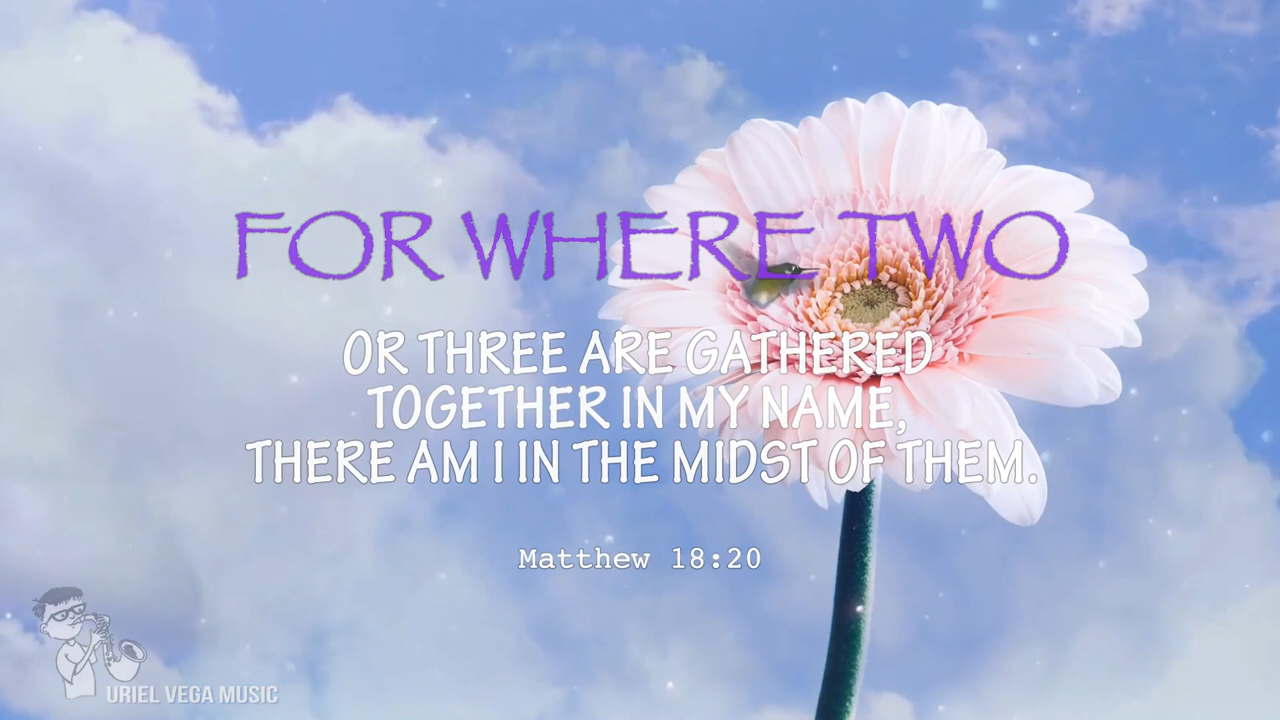 FOR WHERE TWO
OR THREE ARE GATHERED
TOGETHER IN MY NAME,
THERE AM I IN THE MIDST OF THEM.
Matthew 18:20
URIEL VEGA MUSIC